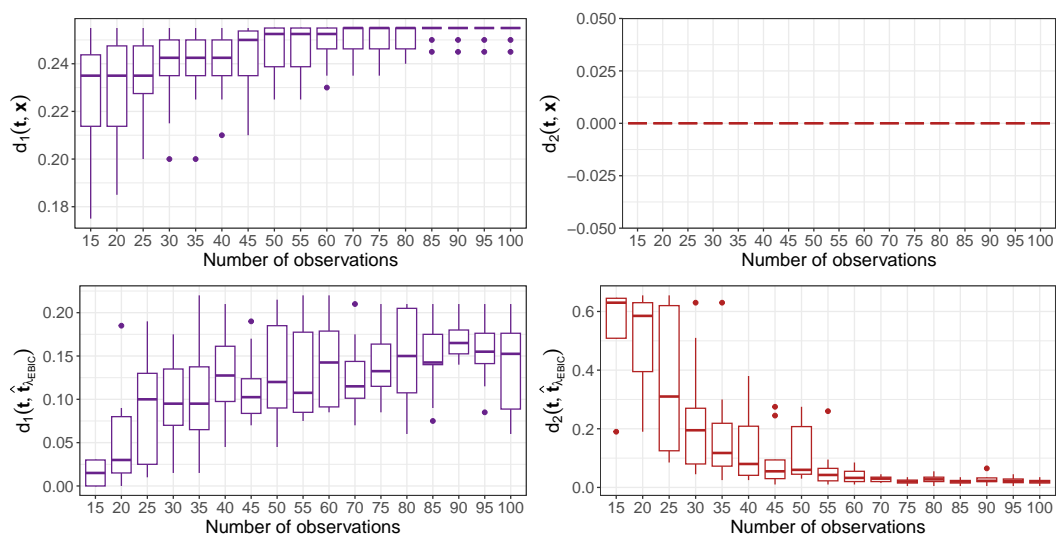 d₁(t, x)
0.24
0.22
0.20
0.18
15 20 25 30 35 40 45 50 55 60 70 75 80 85 90 95 100
Number of observations
d₂(t, x)
0.050
0.025
0.000
−0.025
−0.050
15 20 25 30 35 40 45 50 55 60 70 75 80 85 90 95 100
Number of observations
d₁(t, t̂_λEBIC)
0.20
0.15
0.10
0.05
0.00
15 20 25 30 35 40 45 50 55 60 70 75 80 85 90 95 100
Number of observations
d₂(t, t̂_λEBIC)
0.6
0.4
0.2
0.0
15 20 25 30 35 40 45 50 55 60 70 75 80 85 90 95 100
Number of observations